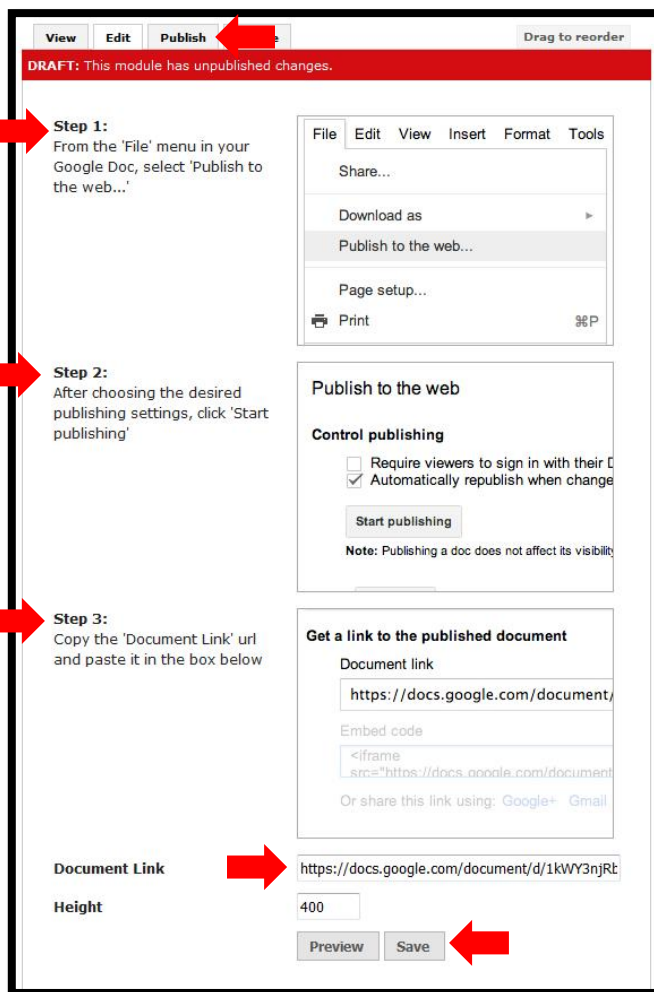 View Edit Publish Drag to reorder
DRAFT: This module has unpublished changes.
Step 1:
From the 'File' menu in your
Google Doc, select 'Publish to
the web...'
File Edit View Insert Format Tools
Share...
Download as
Publish to the web...
Page setup...
Print ⌘P
Step 2:
After choosing the desired
publishing settings, click 'Start
publishing'
Publish to the web
Control publishing
Require viewers to sign in with their
Automatically republish when change
Start publishing
Note: Publishing a doc does not affect its visibility
Step 3:
Copy the 'Document Link' url
and paste it in the box below
Get a link to the published document
Document link
https://docs.google.com/document/
Embed code
<iframe
src="https://docs.google.com/document
Or share this link using: Google+ Gmail
Document Link https://docs.google.com/document/d/1kWY3njRb
Height 400
Preview Save